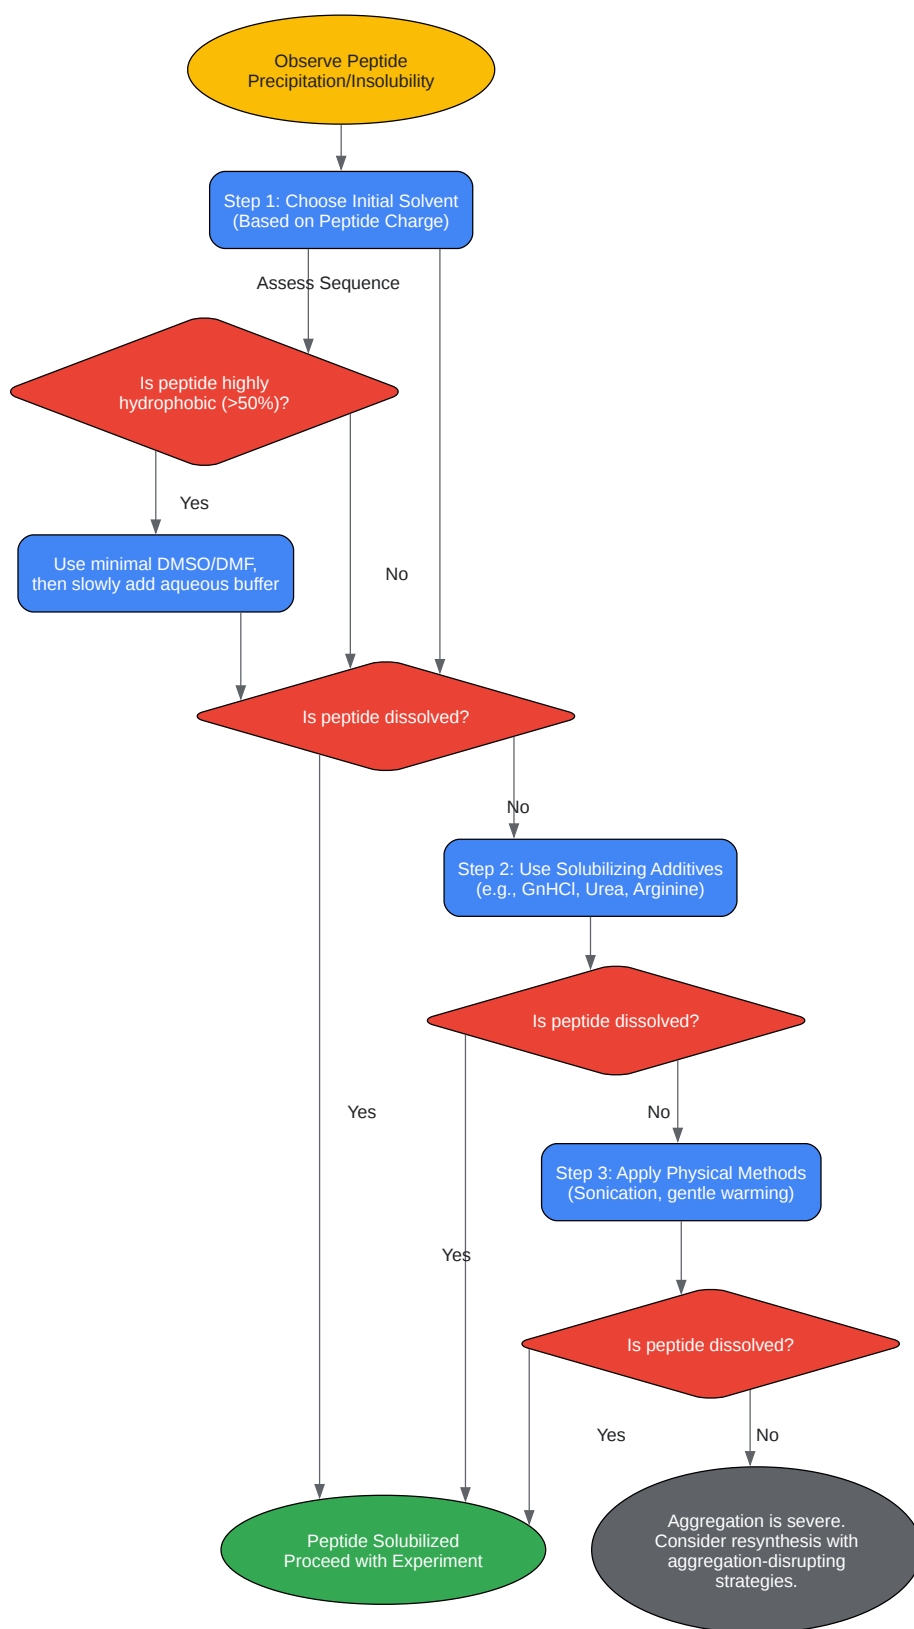 Observe Peptide
Precipitation/Insolubility
Step 1: Choose Initial Solvent
(Based on Peptide Charge)
Assess Sequence
Is peptide highly
hydrophobic (>50%)?
Yes
Use minimal DMSO/DMF,
then slowly add aqueous buffer
No
Is peptide dissolved?
No
Step 2: Use Solubilizing Additives
(e.g., GnHCl, Urea, Arginine)
Is peptide dissolved?
Yes
No
Step 3: Apply Physical Methods
(Sonication, gentle warming)
Yes
Is peptide dissolved?
Yes
No
Peptide Solubilized
Proceed with Experiment
Aggregation is severe.
Consider resynthesis with
aggregation-disrupting
strategies.